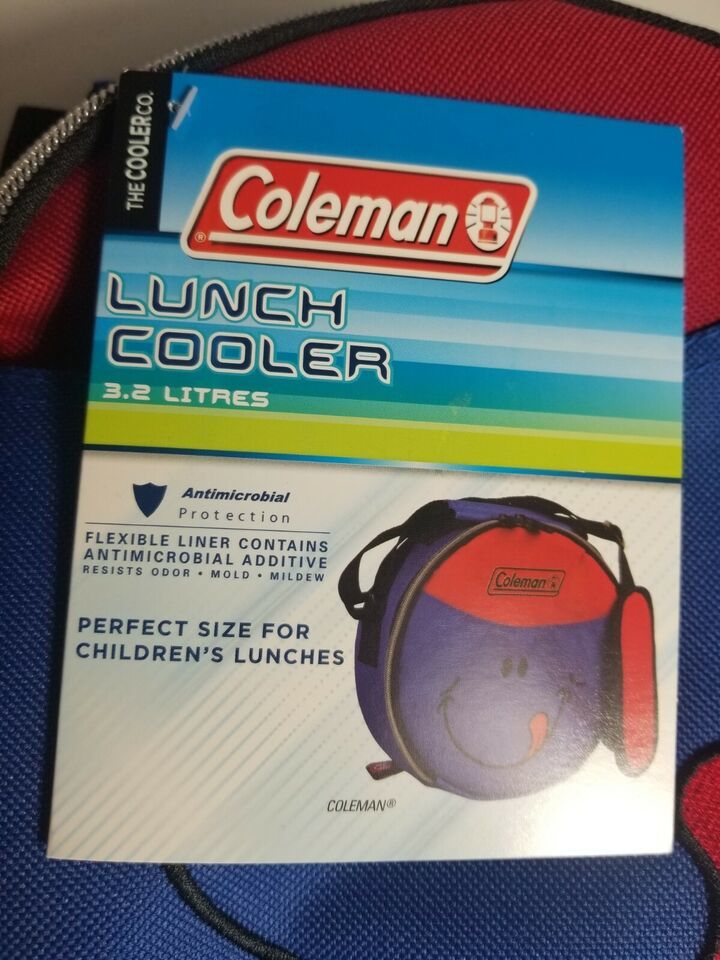 THE COOLER CO.
Coleman
®
LUNCH
COOLER
3.2 LITRES
Antimicrobial
Protection
FLEXIBLE LINER CONTAINS
ANTIMICROBIAL ADDITIVE
RESISTS ODOR • MOLD • MILDEW
PERFECT SIZE FOR
CHILDREN'S LUNCHES
Coleman
COLEMAN®